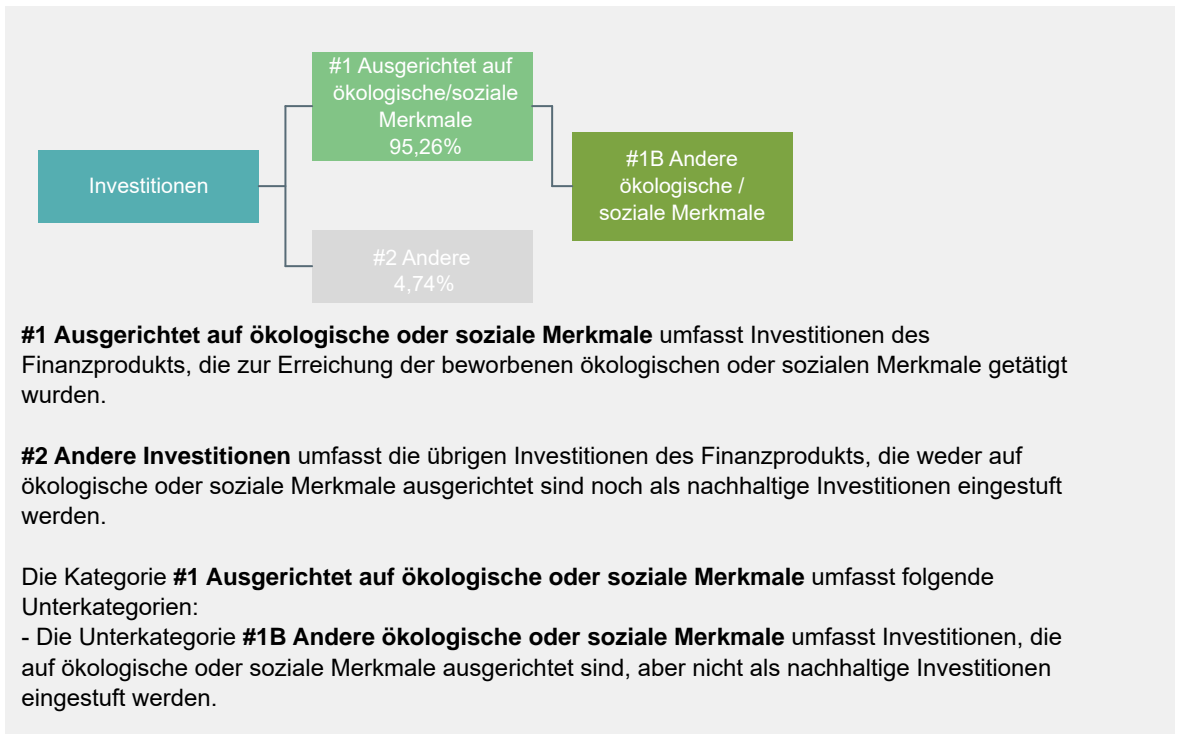 #1 Ausgerichtet auf
ökologische/soziale
Merkmale
95,26%
Investitionen
#1B Andere
ökologische /
soziale Merkmale
#2 Andere
4,74%
#1 Ausgerichtet auf ökologische oder soziale Merkmale umfasst Investitionen des
Finanzprodukts, die zur Erreichung der beworbenen ökologischen oder sozialen Merkmale getätigt
wurden.
#2 Andere Investitionen umfasst die übrigen Investitionen des Finanzprodukts, die weder auf
ökologische oder soziale Merkmale ausgerichtet sind noch als nachhaltige Investitionen eingestuft
werden.
Die Kategorie #1 Ausgerichtet auf ökologische oder soziale Merkmale umfasst folgende
Unterkategorien:
- Die Unterkategorie #1B Andere ökologische oder soziale Merkmale umfasst Investitionen, die
auf ökologische oder soziale Merkmale ausgerichtet sind, aber nicht als nachhaltige Investitionen
eingestuft werden.